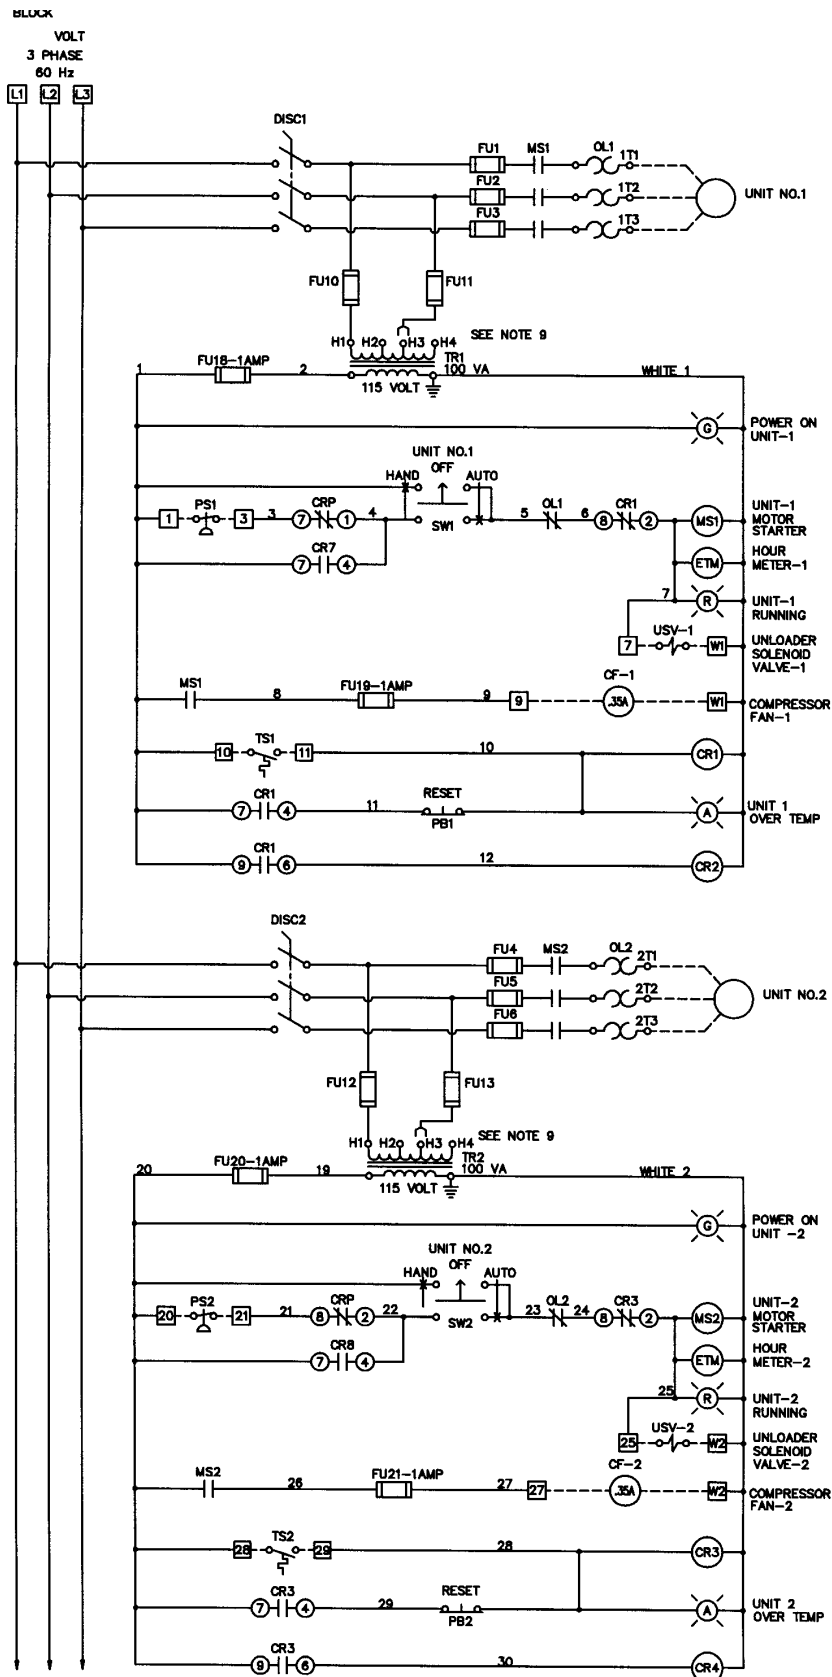 BLOCK
VOLT
3 PHASE
60 Hz
L1 L2 L3
DISC1
FU1 MS1 OL1 1T1
FU2 1T2
UNIT NO.1
FU3 1T3
FU10 FU11
SEE NOTE 9
H1 H2 H3 H4
TR1
100 VA
FU18-1AMP
1 2
115 VOLT
WHITE 1
G
POWER ON
UNIT-1
UNIT NO.1
OFF
HAND AUTO
PS1 CRP OL1 CR1
1 3 3 7 1 4 SW1 5 6 8 2 MS1
UNIT-1
MOTOR
STARTER
CR7
7 4
ETM
HOUR
METER-1
7
R
UNIT-1
RUNNING
USV-1
7 W1
UNLOADER
SOLENOID
VALVE-1
MS1 8 FU19-1AMP 9 9 CF-1
.35A W1
COMPRESSOR
FAN-1
TS1
10 11 10 CR1
CR1 RESET
7 4 11 PB1 A
UNIT 1
OVER TEMP
CR1
9 6 12 CR2
DISC2
FU4 MS2 OL2 2T1
FU5 2T2
UNIT NO.2
FU6 2T3
FU12 FU13
SEE NOTE 9
H1 H2 H3 H4
TR2
100 VA
FU20-1AMP
20 19
115 VOLT
WHITE 2
G
POWER ON
UNIT -2
UNIT NO.2
OFF
HAND AUTO
PS2 CRP OL2 CR3
20 21 21 8 2 22 SW2 23 24 8 2 MS2
UNIT-2
MOTOR
STARTER
CR8
7 4
ETM
HOUR
METER-2
25
R
UNIT-2
RUNNING
USV-2
25 W2
UNLOADER
SOLENOID
VALVE-2
MS2 26 FU21-1AMP 27 27 CF-2
.35A W2
COMPRESSOR
FAN-2
TS2
28 29 28 CR3
CR3 RESET
7 4 29 PB2 A
UNIT 2
OVER TEMP
CR3
9 6 30 CR4